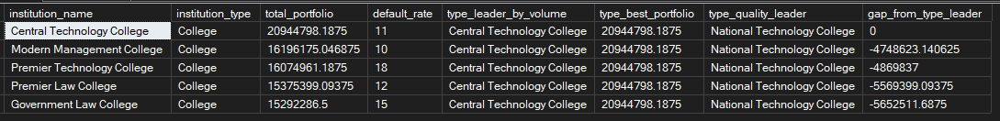 institution_name institution_type total_portfolio default_rate type_leader_by_volume type_best_portfolio type_quality_leader gap_from_type_leader
Central Technology College College 20944798.1875 11 Central Technology College 20944798.1875 National Technology College 0
Modern Management College College 16196175.046875 10 Central Technology College 20944798.1875 National Technology College -4748623.140625
Premier Technology College College 16074961.1875 18 Central Technology College 20944798.1875 National Technology College -4869837
Premier Law College College 15375399.09375 12 Central Technology College 20944798.1875 National Technology College -5569399.09375
Government Law College College 15292286.5 15 Central Technology College 20944798.1875 National Technology College -5652511.6875